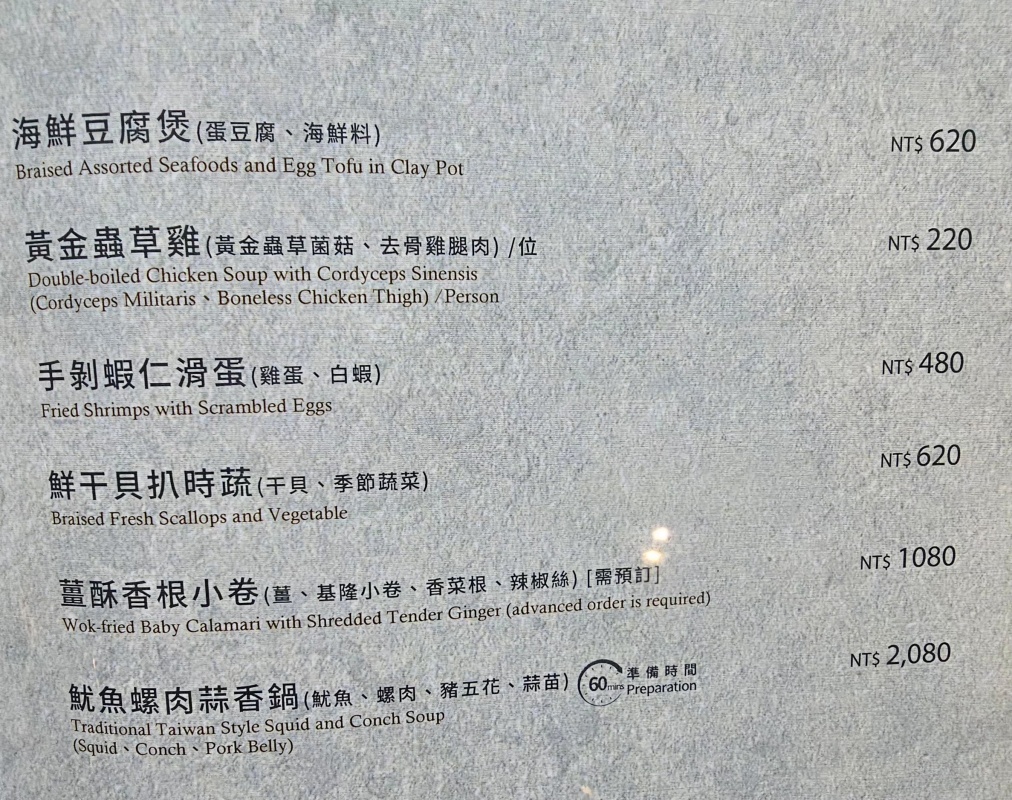 海鮮豆腐煲(蛋豆腐、海鮮料) NT$ 620
Braised Assorted Seafoods and Egg Tofu in Clay Pot
黃金蟲草雞(黃金蟲草菌菇、去骨雞腿肉) /位 NT$ 220
Double-boiled Chicken Soup with Cordyceps Sinensis
(Cordyceps Militaris、Boneless Chicken Thigh) /Person
手剝蝦仁滑蛋(雞蛋、白蝦) NT$ 480
Fried Shrimps with Scrambled Eggs
鮮干貝扒時蔬(干貝、季節蔬菜) NT$ 620
Braised Fresh Scallops and Vegetable
薑酥香根小卷(薑、基隆小卷、香菜根、辣椒絲) [需預訂] NT$ 1080
Wok-fried Baby Calamari with Shredded Tender Ginger (advanced order is required)
魷魚螺肉蒜香鍋(魷魚、螺肉、豬五花、蒜苗) 60mins 準備時間 NT$ 2,080
Preparation
Traditional Taiwan Style Squid and Conch Soup
(Squid、Conch、Pork Belly)